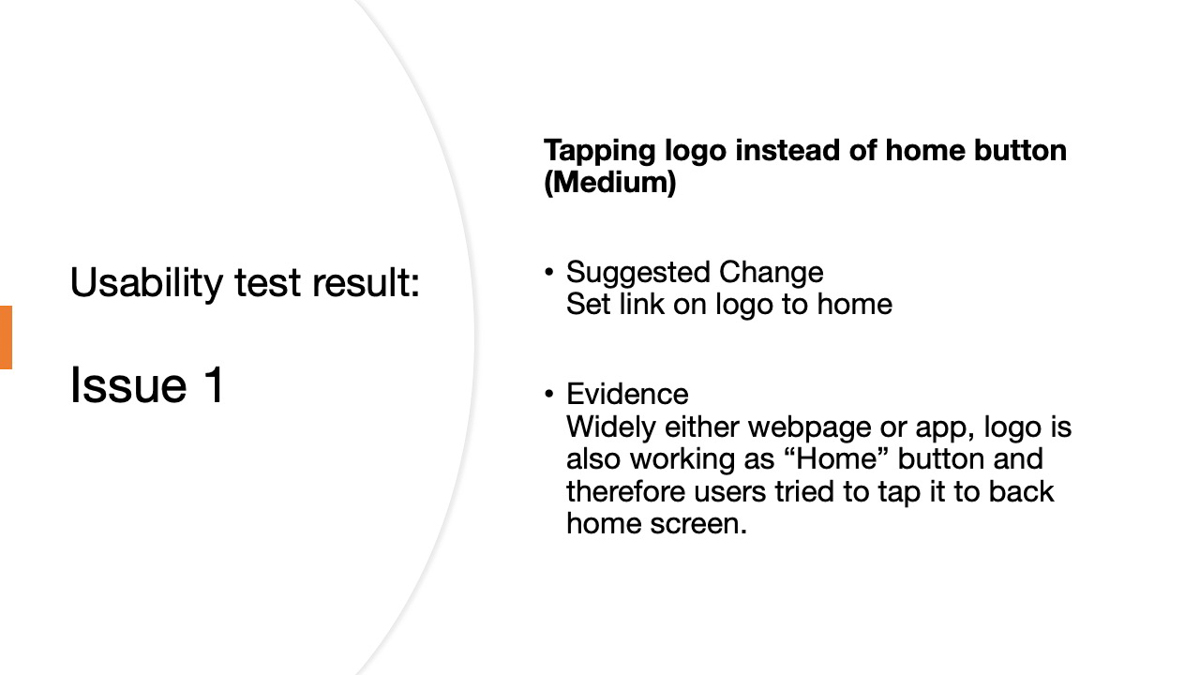 Usability test result:
Issue 1
Tapping logo instead of home button
(Medium)
• Suggested Change
Set link on logo to home
• Evidence
Widely either webpage or app, logo is
also working as “Home” button and
therefore users tried to tap it to back
home screen.